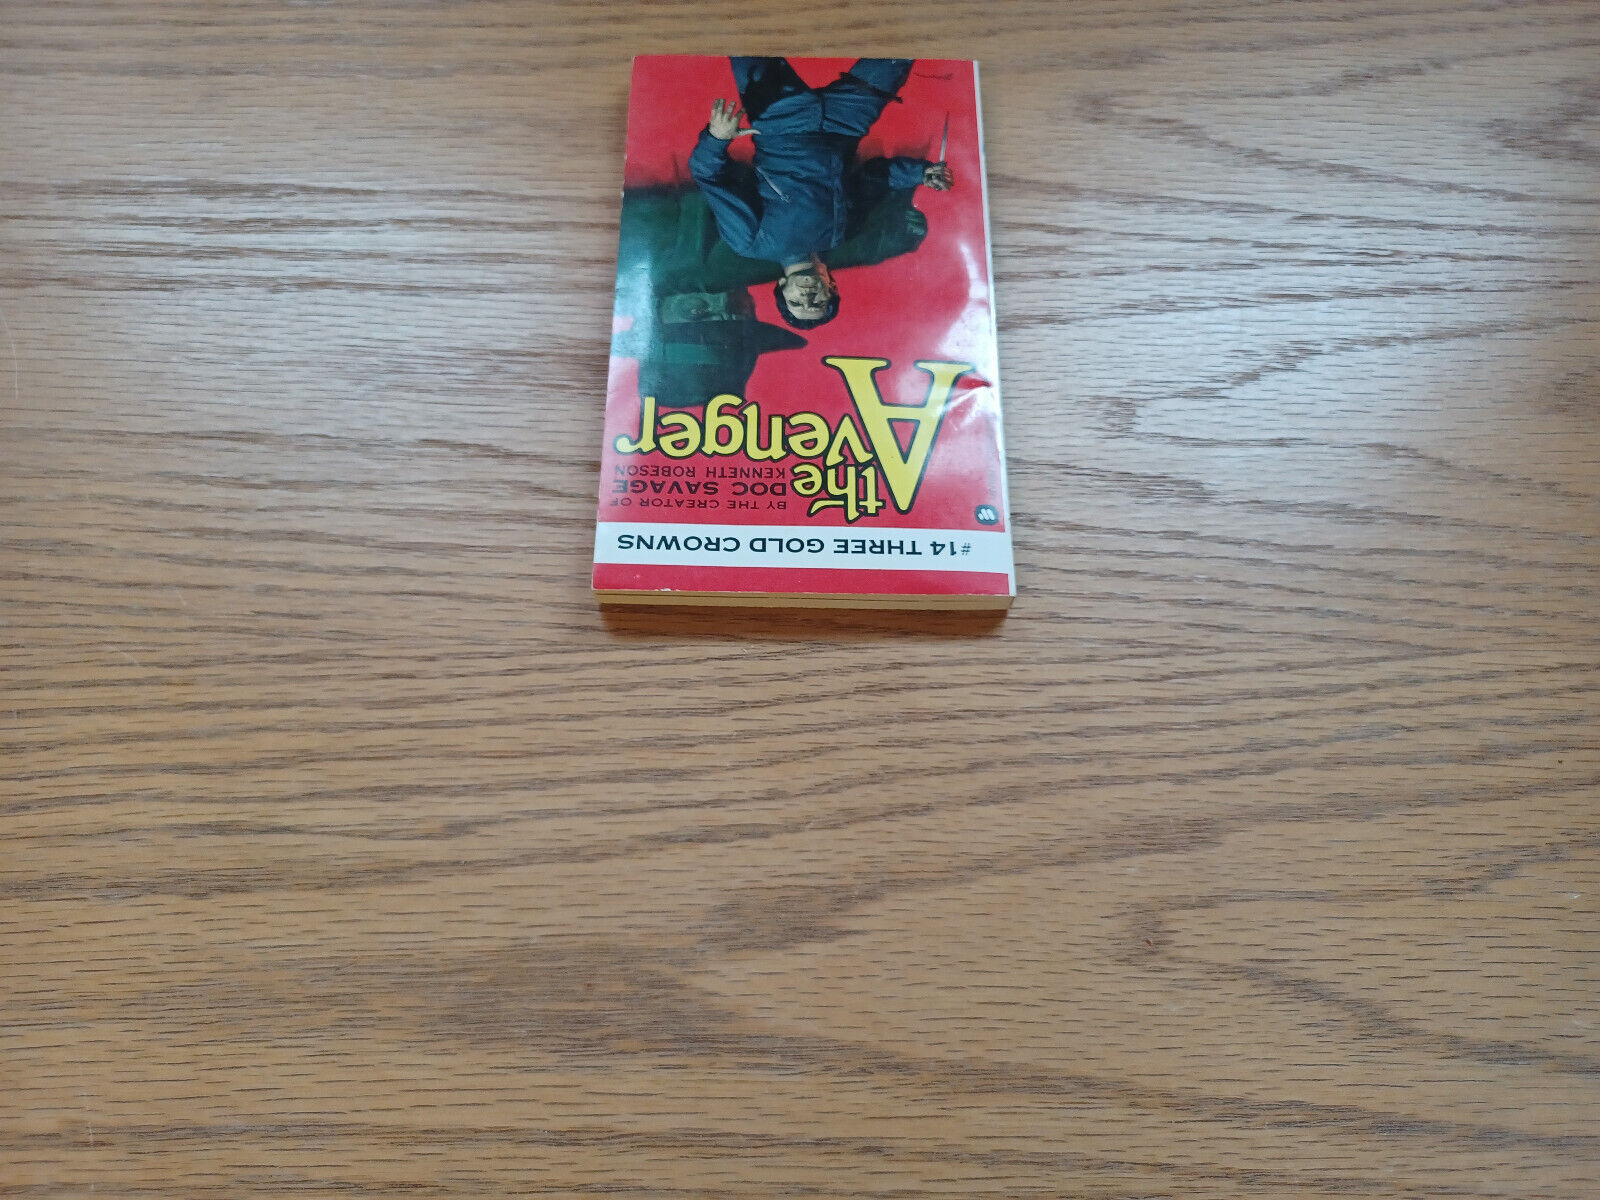 #14 THREE GOLD CROWNS
the
Avenger
BY THE CREATOR OF
DOC SAVAGE
KENNETH ROBESON